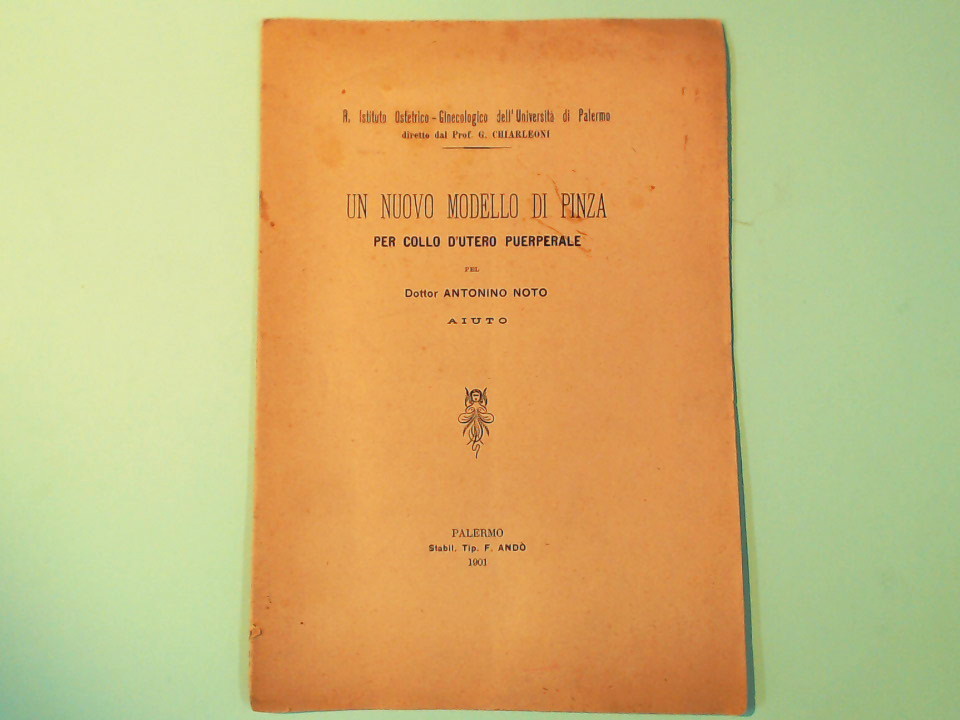 R. Istituto Ostetrico-Ginecologico dell'Università di Palermo
diretto dal Prof. G. CHIARLEONI
UN NUOVO MODELLO DI PINZA
PER COLLO D'UTERO PUERPERALE
PEL
Dottor ANTONINO NOTO
AIUTO
PALERMO
Stabil. Tip. F. ANDÒ
1901